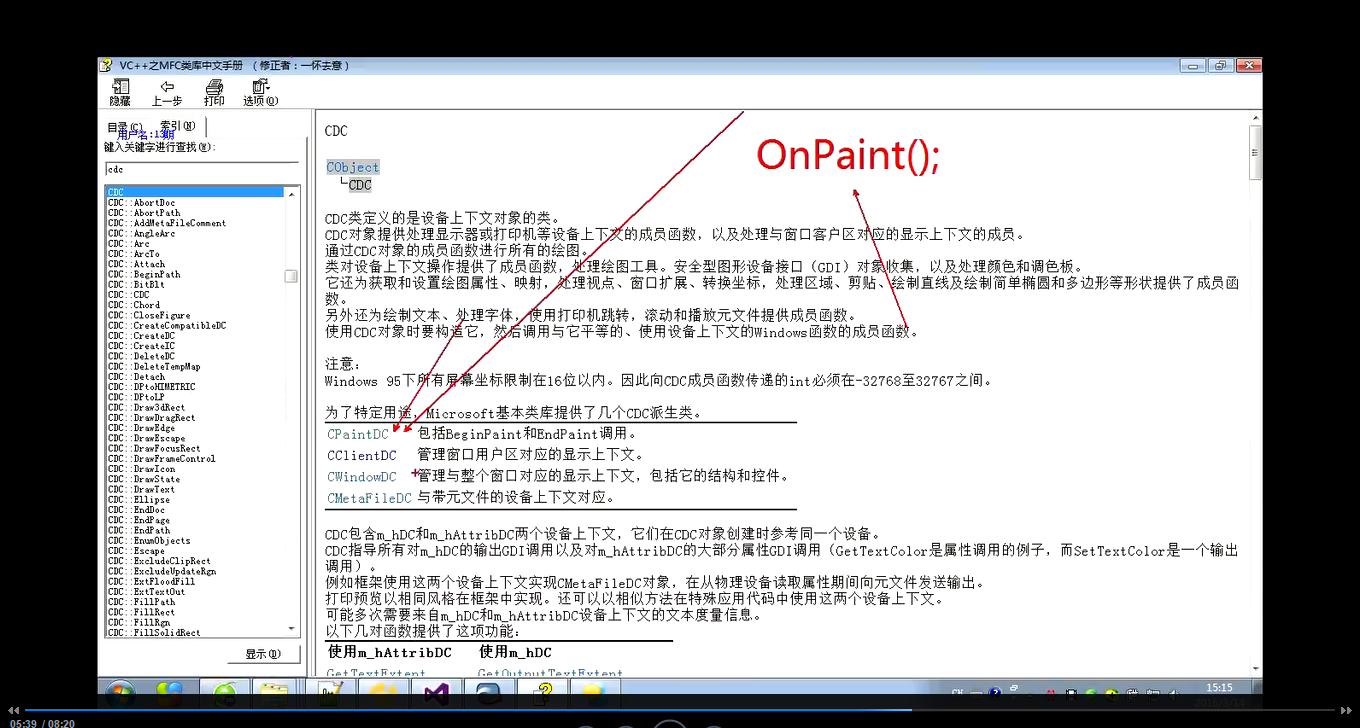 VC++之MFC类库中文手册 (修正者:一怀去意)
隐藏 上一步 打印 选项(O)
目录(C) 索引(N)
用户名:13期
键入关键字进行查找(W):
cdc
CDC
CDC::AbortDoc
CDC::AbortPath
CDC::AddMetaFileComment
CDC::AngleArc
CDC::Arc
CDC::ArcTo
CDC::Attach
CDC::BeginPath
CDC::BitBlt
CDC::CDC
CDC::Chord
CDC::CloseFigure
CDC::CreateCompatibleDC
CDC::CreateDC
CDC::CreateIC
CDC::DeleteDC
CDC::DeleteTempMap
CDC::Detach
CDC::DPtoHIMETRIC
CDC::DPtoLP
CDC::Draw3dRect
CDC::DrawDragRect
CDC::DrawEdge
CDC::DrawEscape
CDC::DrawFocusRect
CDC::DrawFrameControl
CDC::DrawIcon
CDC::DrawState
CDC::DrawText
CDC::Ellipse
CDC::EndDoc
CDC::EndPage
CDC::EndPath
CDC::EnumObjects
CDC::Escape
CDC::ExcludeClipRect
CDC::ExcludeUpdateRgn
CDC::ExtFloodFill
CDC::ExtTextOut
CDC::FillPath
CDC::FillRect
CDC::FillRgn
CDC::FillSolidRect
显示(D)
CDC
OnPaint();
CObject
└CDC
CDC类定义的是设备上下文对象的类。
CDC对象提供处理显示器或打印机等设备上下文的成员函数，以及处理与窗口客户区对应的显示上下文的成员。
通过CDC对象的成员函数进行所有的绘图。
类对设备上下文操作提供了成员函数，处理绘图工具。安全型图形设备接口（GDI）对象收集，以及处理颜色和调色板。
它还为获取和设置绘图属性、映射，处理视点、窗口扩展、转换坐标，处理区域、剪贴、绘制直线及绘制简单椭圆和多边形等形状提供了成员函
数。
另外还为绘制文本、处理字体，使用打印机跳转，滚动和播放元文件提供成员函数。
使用CDC对象时要构造它，然后调用与它平等的、使用设备上下文的Windows函数的成员函数。
注意：
Windows 95下所有屏幕坐标限制在16位以内。因此向CDC成员函数传递的int必须在-32768至32767之间。
为了特定用途，Microsoft基本类库提供了几个CDC派生类。
CPaintDC 包括BeginPaint和EndPaint调用。
CClientDC 管理窗口用户区对应的显示上下文。
CWindowDC 管理与整个窗口对应的显示上下文，包括它的结构和控件。
CMetaFileDC 与带元文件的设备上下文对应。
CDC包含m_hDC和m_hAttribDC两个设备上下文，它们在CDC对象创建时参考同一个设备。
CDC指导所有对m_hDC的输出GDI调用以及对m_hAttribDC的大部分属性GDI调用（GetTextColor是属性调用的例子，而SetTextColor是一个输出
调用）。
例如框架使用这两个设备上下文实现CMetaFileDC对象，在从物理设备读取属性期间向元文件发送输出。
打印预览以相同风格在框架中实现。还可以以相似方法在特殊应用代码中使用这两个设备上下文。
可能多次需要来自m_hDC和m_hAttribDC设备上下文的文本度量信息。
以下几对函数提供了这项功能：
使用m_hAttribDC 使用m_hDC
GetTextExtent GetOutputTextExtent
15:15
05:39 / 08:20